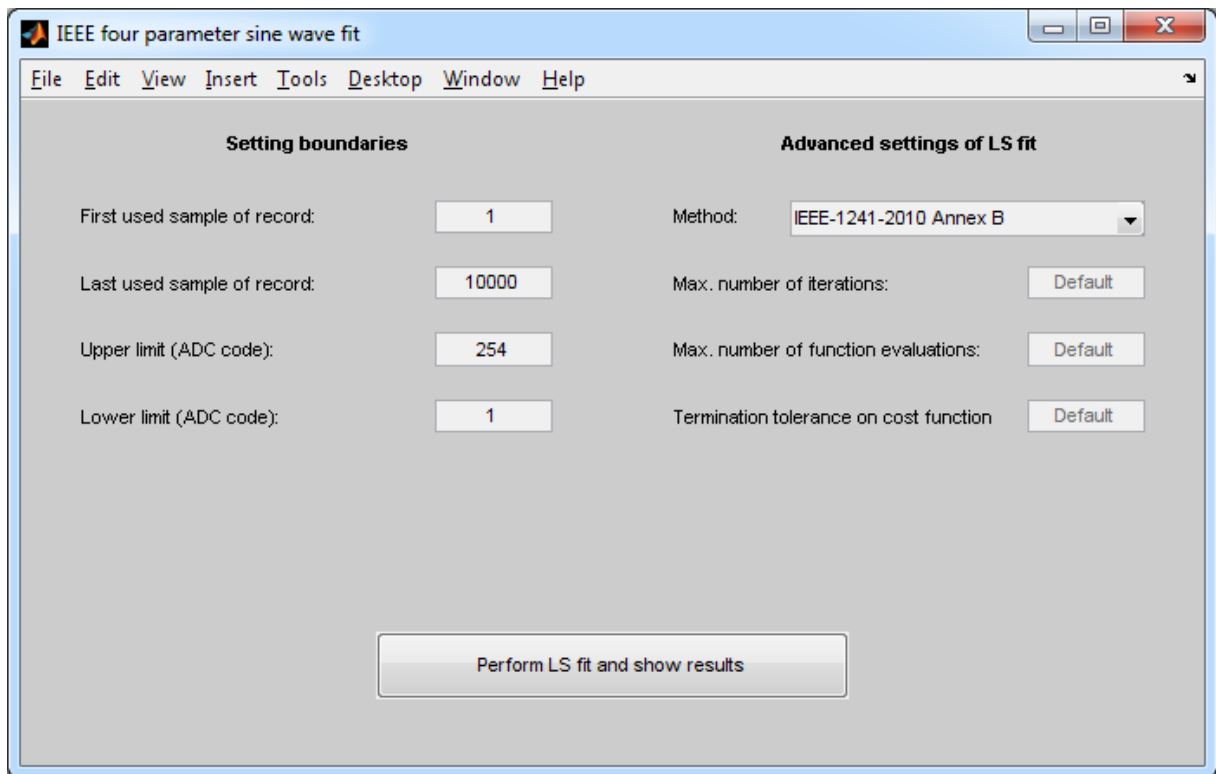 IEEE four parameter sine wave fit
File Edit View Insert Tools Desktop Window Help
Setting boundaries
Advanced settings of LS fit
First used sample of record: 1
Method: IEEE-1241-2010 Annex B
Last used sample of record: 10000
Max. number of iterations: Default
Upper limit (ADC code): 254
Max. number of function evaluations: Default
Lower limit (ADC code): 1
Termination tolerance on cost function Default
Perform LS fit and show results